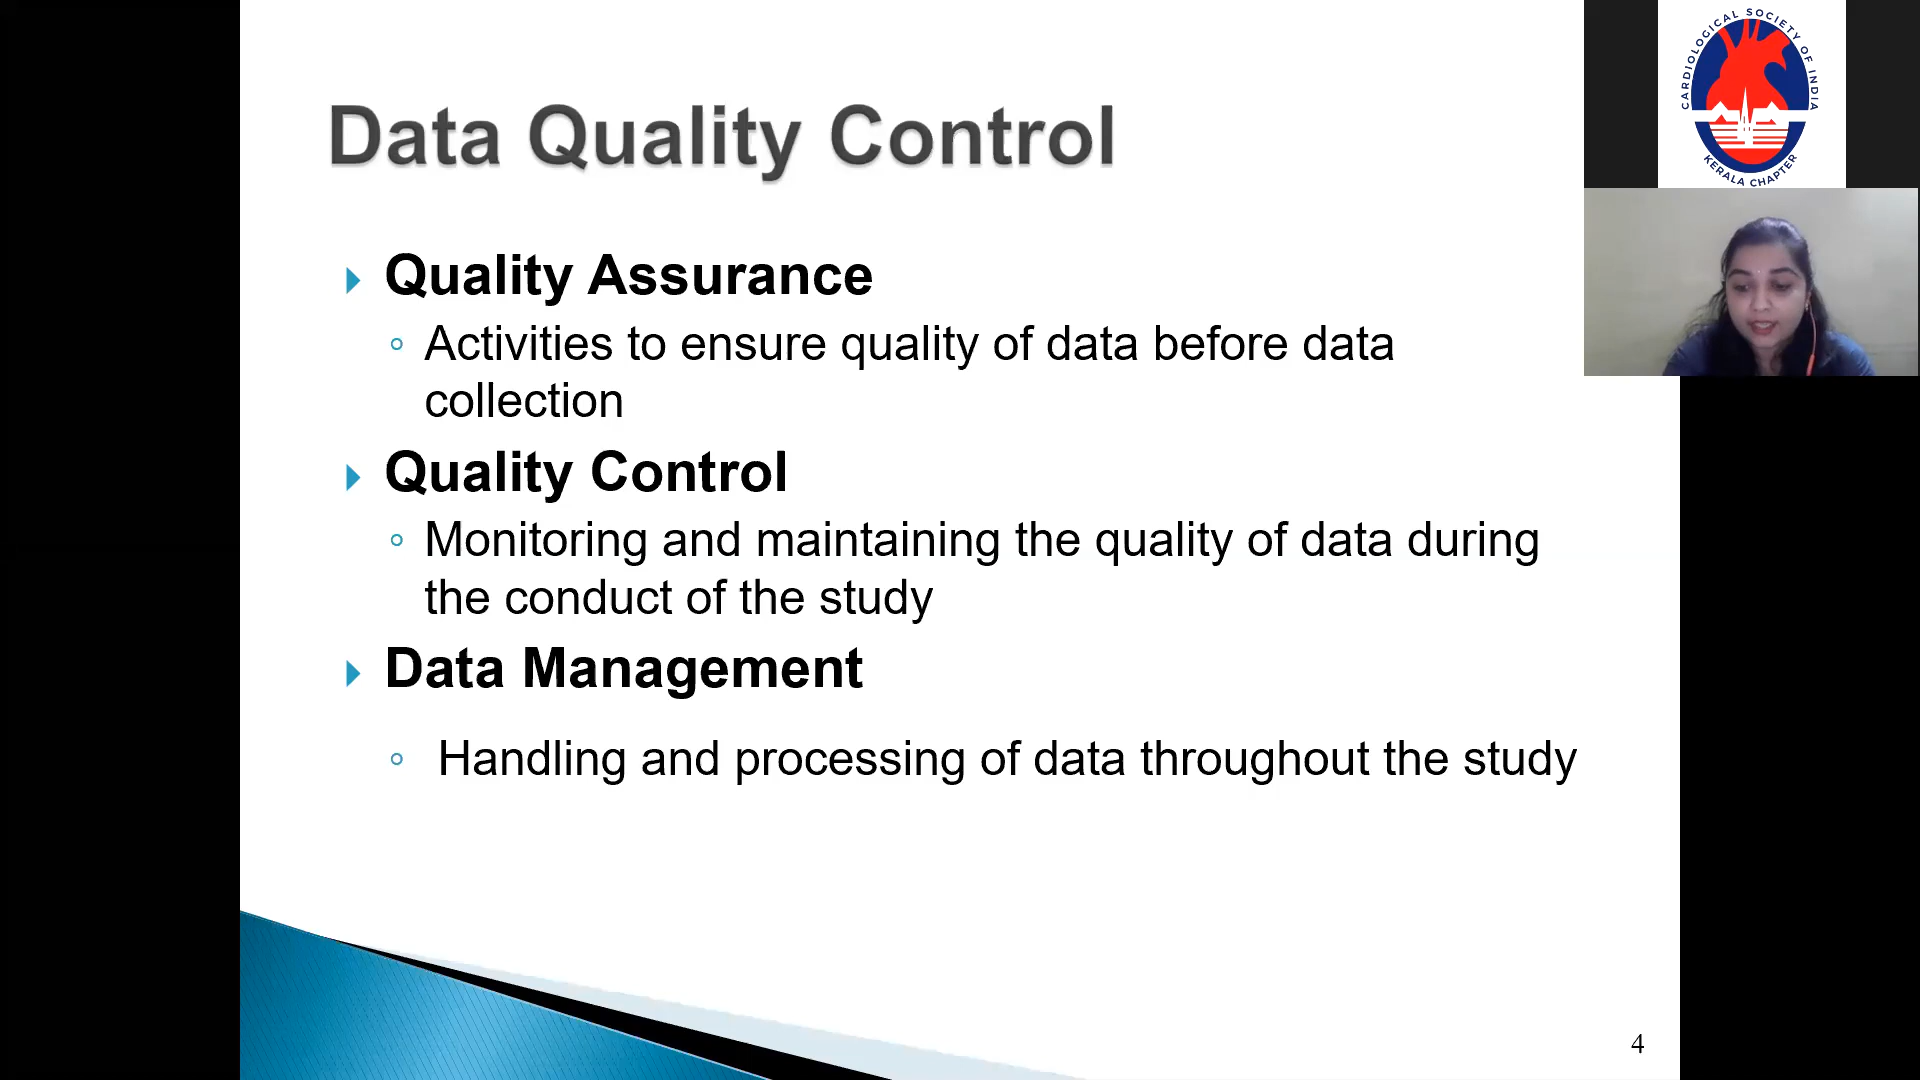 Data Quality Control
Quality Assurance
Activities to ensure quality of data before data
collection
Quality Control
Monitoring and maintaining the quality of data during
the conduct of the study
Data Management
Handling and processing of data throughout the study
4
CARDIOLOGICAL SOCIETY OF INDIA
KERALA CHAPTER